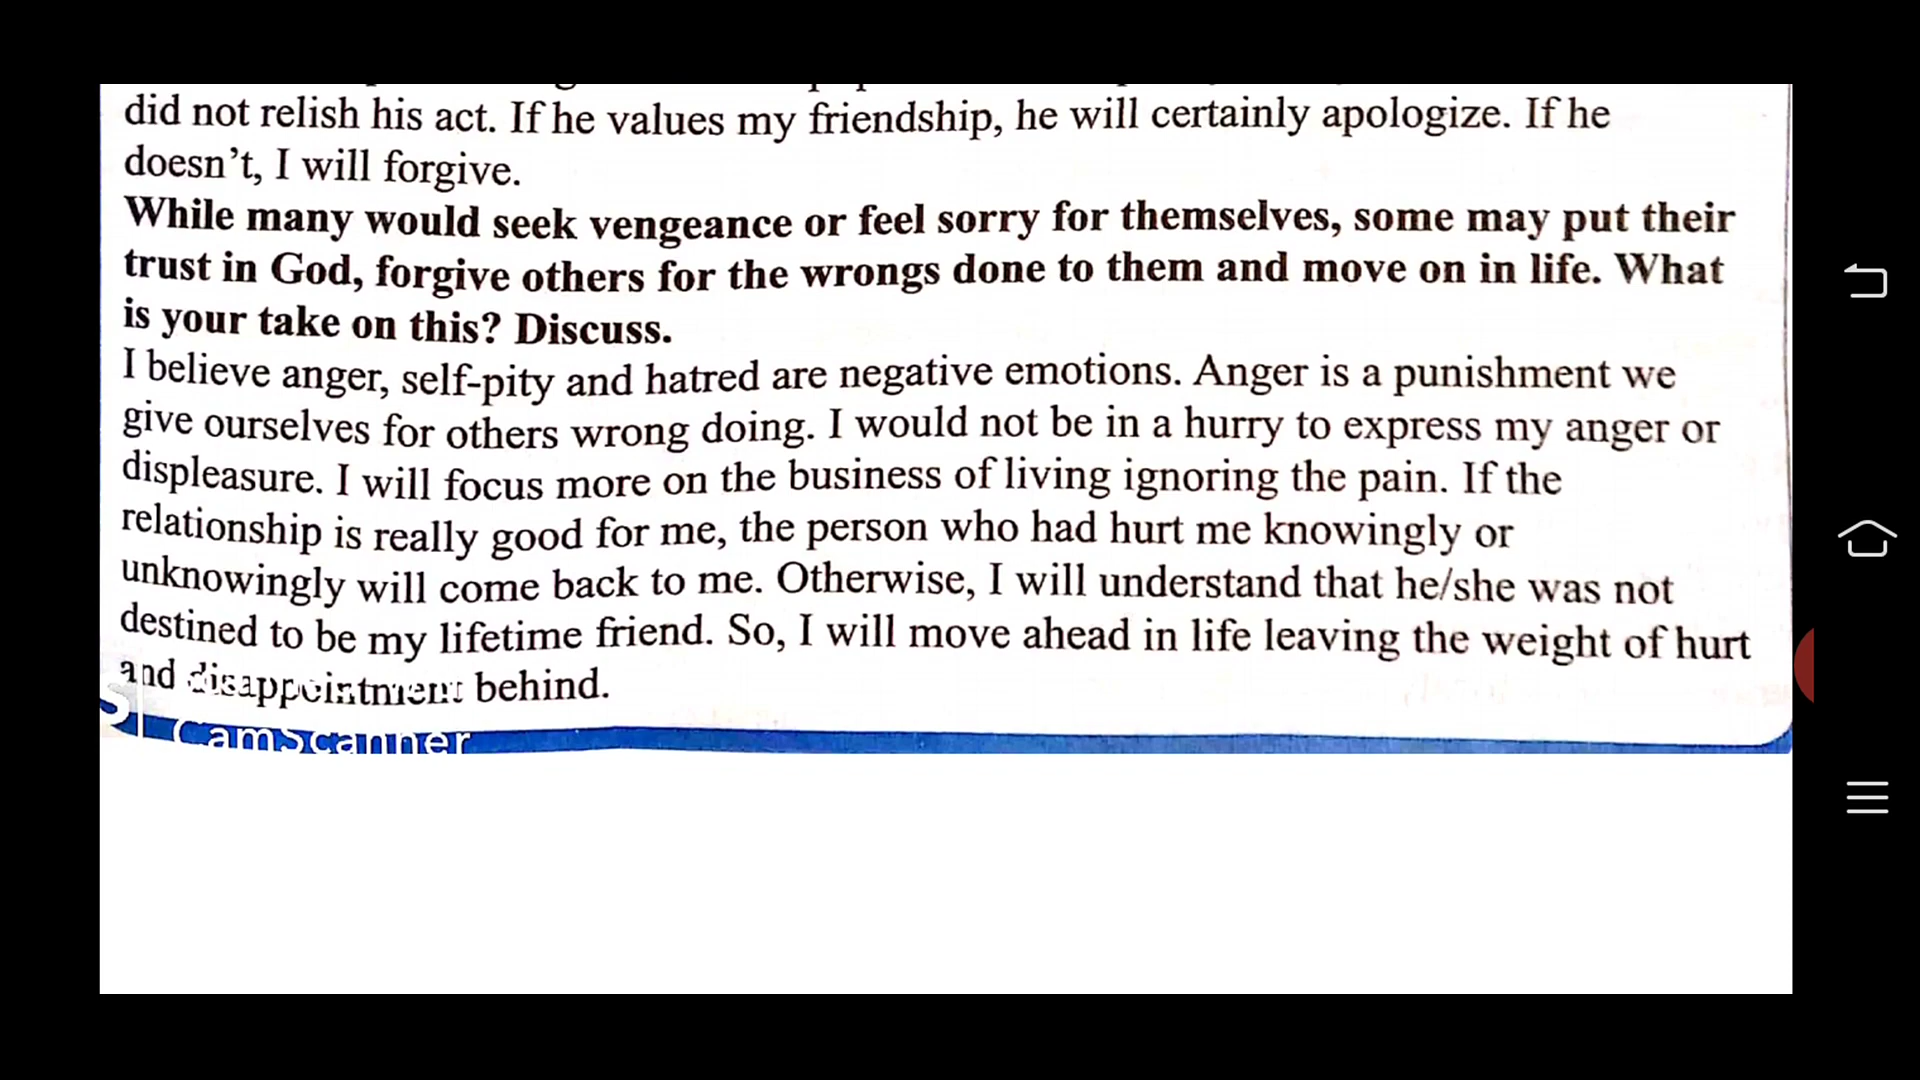 did not relish his act. If he values my friendship, he will certainly apologize. If he
doesn’t, I will forgive.
While many would seek vengeance or feel sorry for themselves, some may put their
trust in God, forgive others for the wrongs done to them and move on in life. What
is your take on this? Discuss.
I believe anger, self-pity and hatred are negative emotions. Anger is a punishment we
give ourselves for others wrong doing. I would not be in a hurry to express my anger or
displeasure. I will focus more on the business of living ignoring the pain. If the
relationship is really good for me, the person who had hurt me knowingly or
unknowingly will come back to me. Otherwise, I will understand that he/she was not
destined to be my lifetime friend. So, I will move ahead in life leaving the weight of hurt
and disappointment behind.
CamScanner